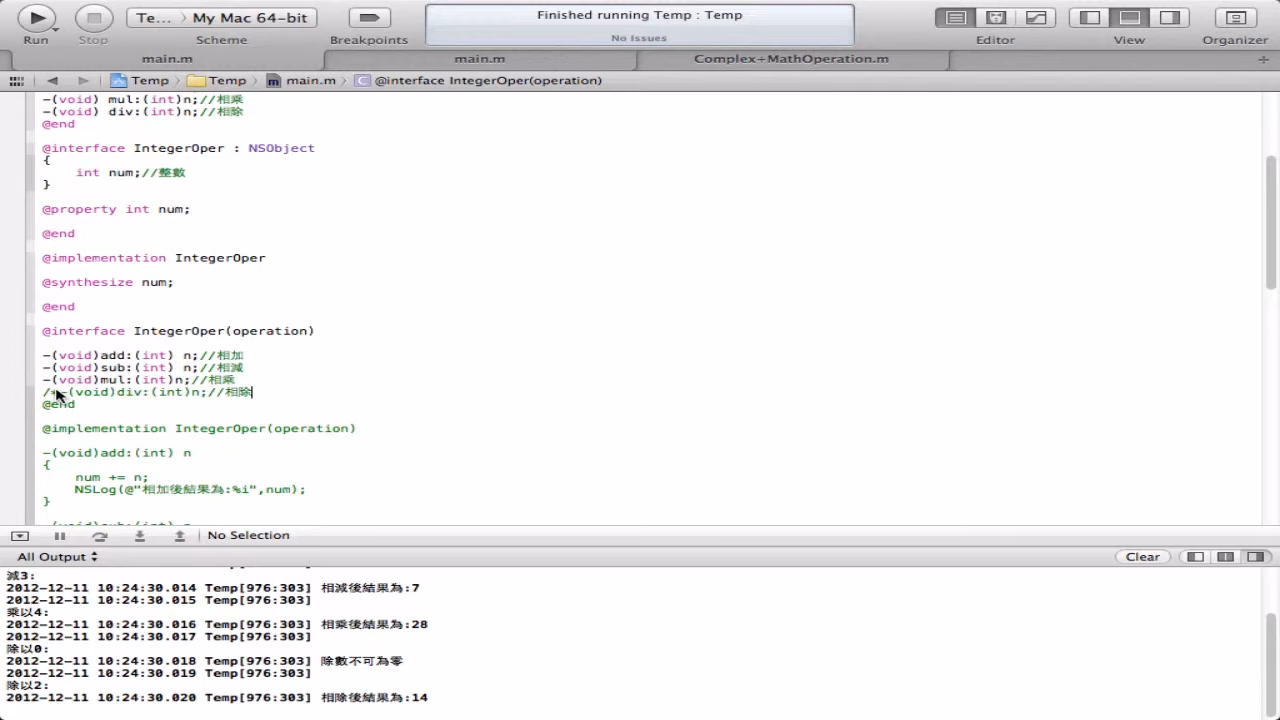 Te... My Mac 64-bit
Finished running Temp : Temp
No Issues
Run Stop Scheme Breakpoints Editor View Organizer
main.m main.m Complex+MathOperation.m
Temp Temp main.m @interface IntegerOper(operation)
-(void) mul:(int)n;//相乘
-(void) div:(int)n;//相除
@end
@interface IntegerOper : NSObject
{
int num;//整數
}
@property int num;
@end
@implementation IntegerOper
@synthesize num;
@end
@interface IntegerOper(operation)
-(void)add:(int) n;//相加
-(void)sub:(int) n;//相減
-(void)mul:(int)n;//相乘
/*-(void)div:(int)n;//相除
@end
@implementation IntegerOper(operation)
-(void)add:(int) n
{
num += n;
NSLog(@"相加後結果為:%i",num);
}
-(void)sub:(int) n
No Selection
All Output Clear
減3:
2012-12-11 10:24:30.014 Temp[976:303] 相減後結果為:7
2012-12-11 10:24:30.015 Temp[976:303]
乘以4:
2012-12-11 10:24:30.016 Temp[976:303] 相乘後結果為:28
2012-12-11 10:24:30.017 Temp[976:303]
除以0:
2012-12-11 10:24:30.018 Temp[976:303] 除數不可為零
2012-12-11 10:24:30.019 Temp[976:303]
除以2:
2012-12-11 10:24:30.020 Temp[976:303] 相除後結果為:14